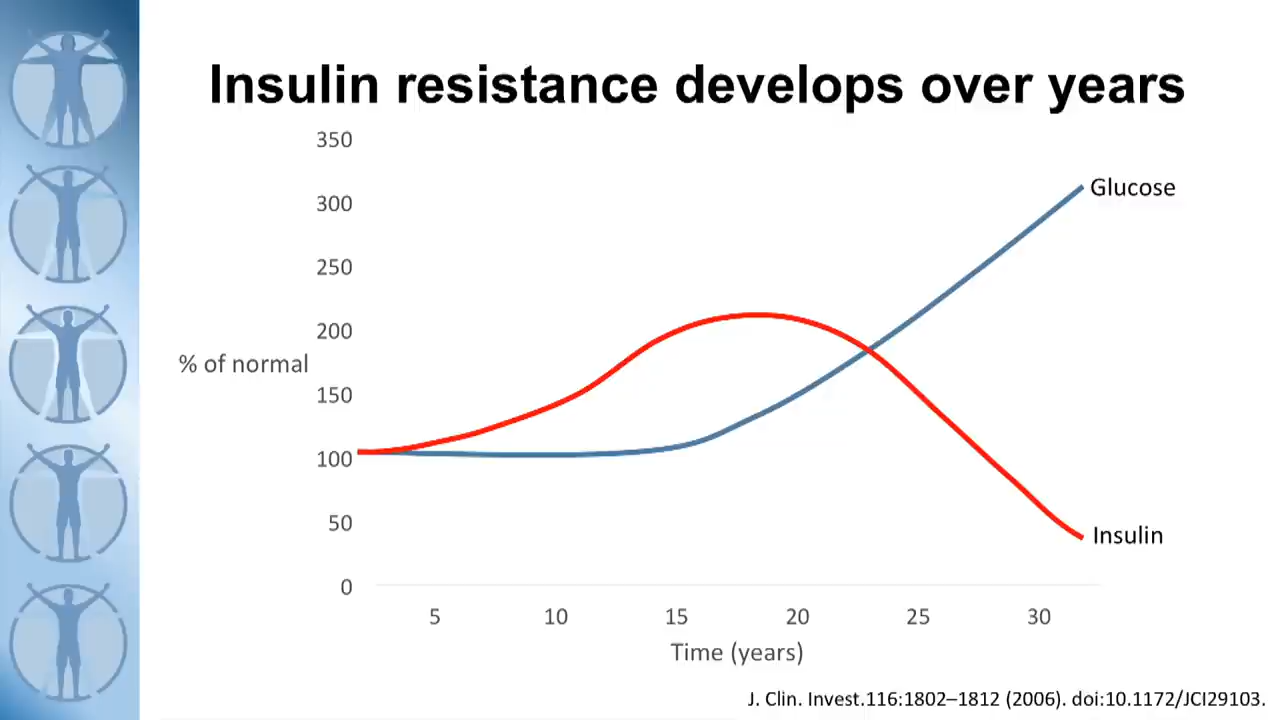 Insulin resistance develops over years
350
300
250
200
150
100
50
0
% of normal
Glucose
Insulin
5 10 15 20 25 30
Time (years)
J. Clin. Invest.116:1802–1812 (2006). doi:10.1172/JCI29103.